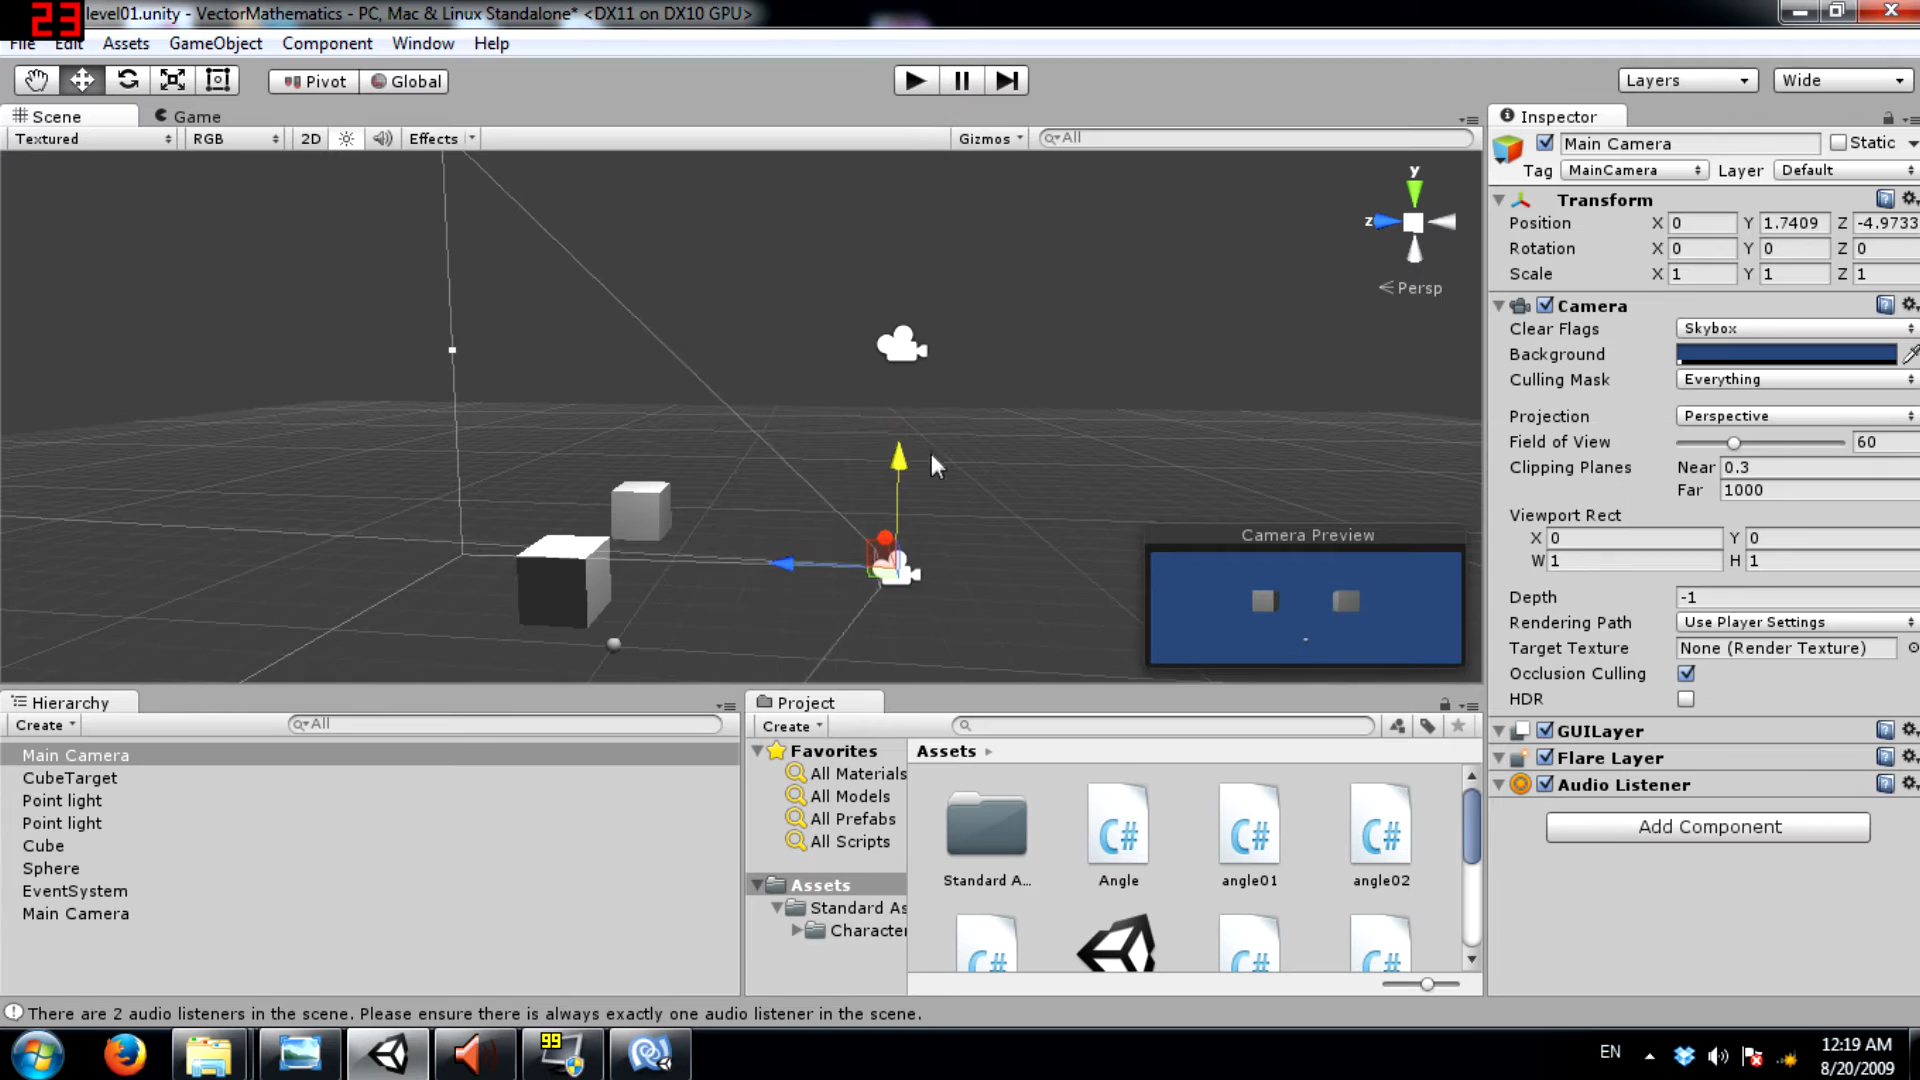 23
level01.unity - VectorMathematics - PC, Mac & Linux Standalone* <DX11 on DX10 GPU>
File Edit Assets GameObject Component Window Help
Pivot Global Layers Wide
Scene Game
Textured RGB 2D Effects Gizmos All
y
z
Persp
Camera Preview
Inspector
Main Camera Static
Tag MainCamera Layer Default
Transform
Position X 0 Y 1.7409 Z -4.9733
Rotation X 0 Y 0 Z 0
Scale X 1 Y 1 Z 1
Camera
Clear Flags Skybox
Background
Culling Mask Everything
Projection Perspective
Field of View 60
Clipping Planes Near 0.3
Far 1000
Viewport Rect
X 0 Y 0
W 1 H 1
Depth -1
Rendering Path Use Player Settings
Target Texture None (Render Texture)
Occlusion Culling
HDR
GUILayer
Flare Layer
Audio Listener
Add Component
Hierarchy
Create All
Main Camera
CubeTarget
Point light
Point light
Cube
Sphere
EventSystem
Main Camera
Project
Create
Favorites
All Materials
All Models
All Prefabs
All Scripts
Assets
Standard As
Character
Assets
Standard A...
C# Angle
C# angle01
C# angle02
C# C# C#
There are 2 audio listeners in the scene. Please ensure there is always exactly one audio listener in the scene.
99
EN
12:19 AM
8/20/2009